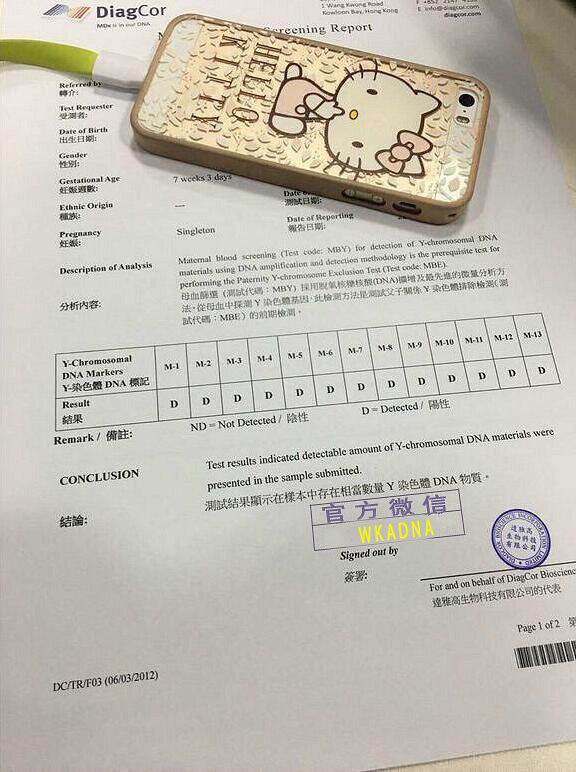 DiagCor
MDx is in our DNA
1 Wang Kwong Road
Kowloon Bay, Hong Kong
F +852 2147
E info@diagcor.com
diagcor.com
Screening Report
HELLO
KITTY
Referred by
轉介:
Test Requester
受測者:
Date of Birth
出生日期:
Gender
性別:
Gestational Age
妊娠週數:
7 weeks 3 days
測試日期:
Ethnic Origin
種族:
---
Date of Reporting
報告日期:
Pregnancy
妊娠:
Singleton
Description of Analysis
分析內容:
Maternal blood screening (Test code: MBY) for detection of Y-chromosomal DNA
materials using DNA amplification and detection methodology is the prerequisite test for
performing the Paternity Y-chromosome Exclusion Test (Test code: MBE).
母血篩選 (測試代碼：MBY) 採用脫氧核糖核酸(DNA)擴增及最先進的微量分析方
法，從母血中探測 Y 染色體基因。此檢測方法是測試父子關係 Y 染色體排除檢測(測
試代碼：MBE) 的前期檢測。
Y-Chromosomal
DNA Markers
Y-染色體 DNA 標記
M-1 M-2 M-3 M-4 M-5 M-6 M-7 M-8 M-9 M-10 M-11 M-12 M-13
Result
結果
D D D D D D D D D D D D D
Remark / 備註:
ND = Not Detected / 陰性
D = Detected / 陽性
CONCLUSION
結論:
Test results indicated detectable amount of Y-chromosomal DNA materials were
presented in the sample submitted.
測試結果顯示在樣本中存在相當數量 Y 染色體 DNA 物質。
官方微信
WKADNA
達雅高
生物科技
有限公司
Signed out by
簽署:
For and on behalf of DiagCor Bioscience
達雅高生物科技有限公司的代表
Page 1 of 2 第
DC/TR/F03 (06/03/2012)